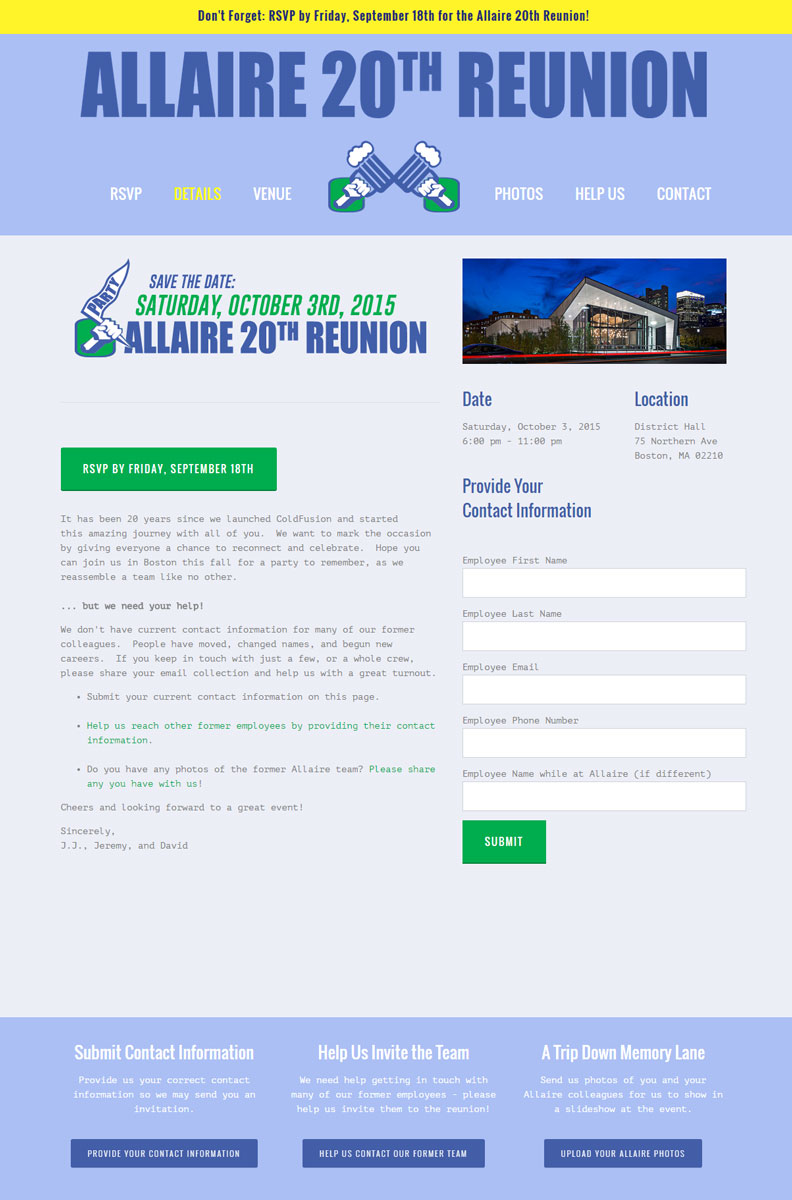 Don't Forget: RSVP by Friday, September 18th for the Allaire 20th Reunion!
ALLAIRE 20TH REUNION
RSVP DETAILS VENUE PHOTOS HELP US CONTACT
PARTY
SAVE THE DATE:
SATURDAY, OCTOBER 3RD, 2015
ALLAIRE 20TH REUNION
RSVP BY FRIDAY, SEPTEMBER 18TH
It has been 20 years since we launched ColdFusion and started
this amazing journey with all of you. We want to mark the occasion
by giving everyone a chance to reconnect and celebrate. Hope you
can join us in Boston this fall for a party to remember, as we
reassemble a team like no other.
... but we need your help!
We don't have current contact information for many of our former
colleagues. People have moved, changed names, and begun new
careers. If you keep in touch with just a few, or a whole crew,
please share your email collection and help us with a great turnout.
• Submit your current contact information on this page.
• Help us reach other former employees by providing their contact
information.
• Do you have any photos of the former Allaire team? Please share
any you have with us!
Cheers and looking forward to a great event!
Sincerely,
J.J., Jeremy, and David
Date
Saturday, October 3, 2015
6:00 pm – 11:00 pm
Location
District Hall
75 Northern Ave
Boston, MA 02210
Provide Your
Contact Information
Employee First Name
Employee Last Name
Employee Email
Employee Phone Number
Employee Name while at Allaire (if different)
SUBMIT
Submit Contact Information
Provide us your correct contact
information so we may send you an
invitation.
PROVIDE YOUR CONTACT INFORMATION
Help Us Invite the Team
We need help getting in touch with
many of our former employees – please
help us invite them to the reunion!
HELP US CONTACT OUR FORMER TEAM
A Trip Down Memory Lane
Send us photos of you and your
Allaire colleagues for us to show in
a slideshow at the event.
UPLOAD YOUR ALLAIRE PHOTOS